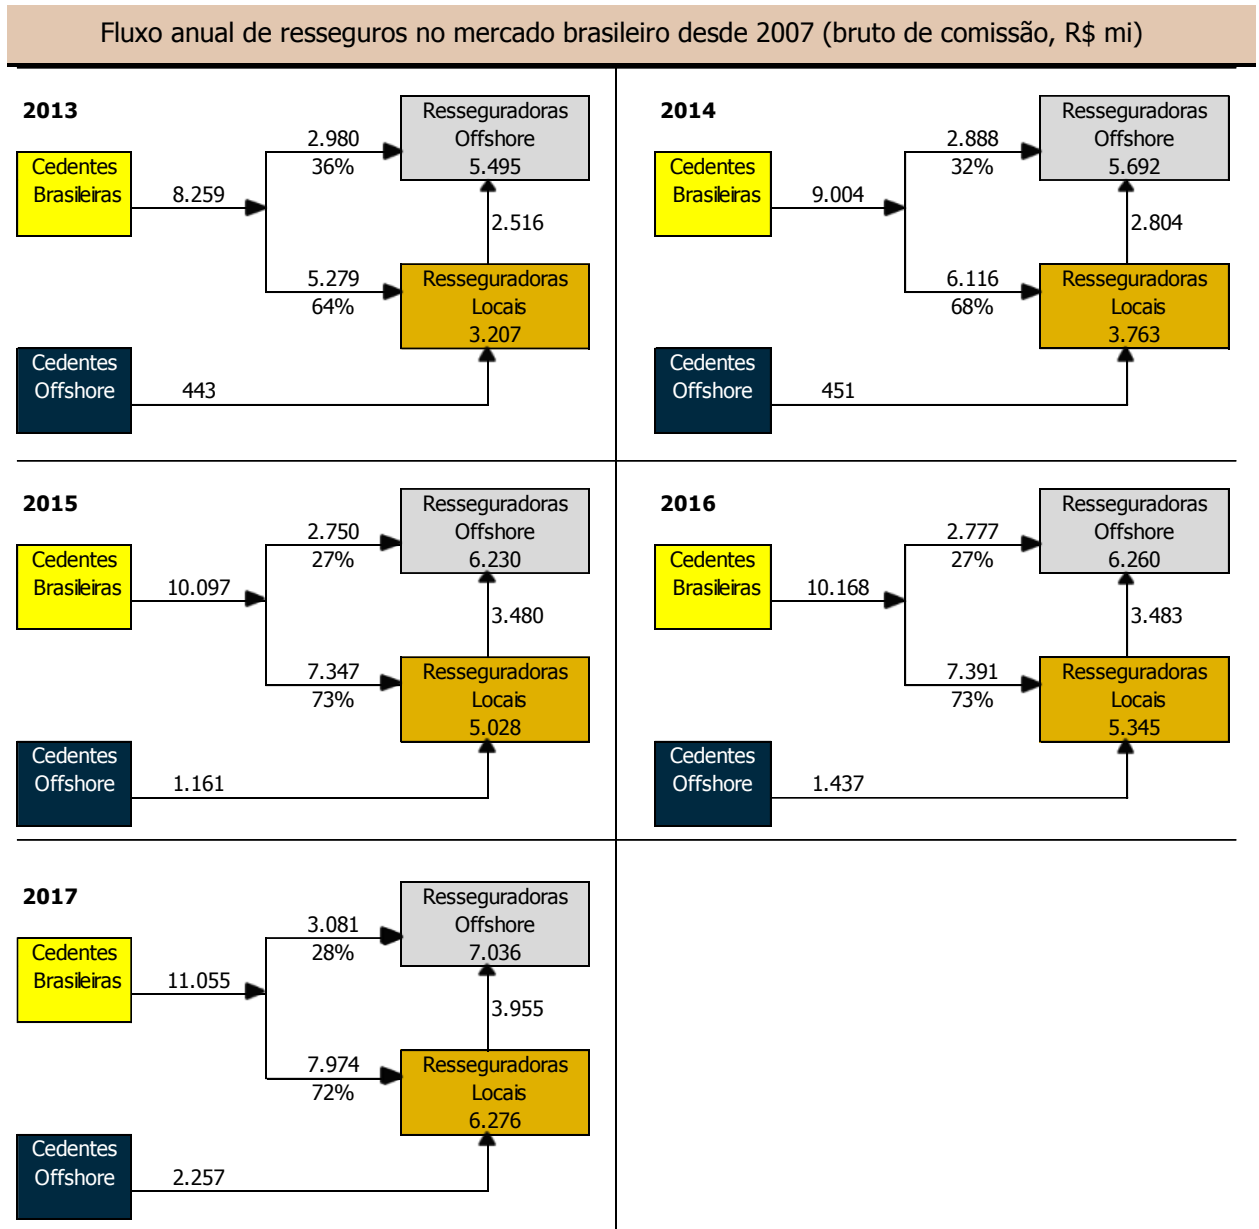 Fluxo anual de resseguros no mercado brasileiro desde 2007 (bruto de comissão, R$ mi)
2013
Cedentes
Brasileiras
8.259
2.980
36%
Resseguradoras
Offshore
5.495
2.516
5.279
64%
Resseguradoras
Locais
3.207
Cedentes
Offshore
443
2014
Cedentes
Brasileiras
9.004
2.888
32%
Resseguradoras
Offshore
5.692
2.804
6.116
68%
Resseguradoras
Locais
3.763
Cedentes
Offshore
451
2015
Cedentes
Brasileiras
10.097
2.750
27%
Resseguradoras
Offshore
6.230
3.480
7.347
73%
Resseguradoras
Locais
5.028
Cedentes
Offshore
1.161
2016
Cedentes
Brasileiras
10.168
2.777
27%
Resseguradoras
Offshore
6.260
3.483
7.391
73%
Resseguradoras
Locais
5.345
Cedentes
Offshore
1.437
2017
Cedentes
Brasileiras
11.055
3.081
28%
Resseguradoras
Offshore
7.036
3.955
7.974
72%
Resseguradoras
Locais
6.276
Cedentes
Offshore
2.257